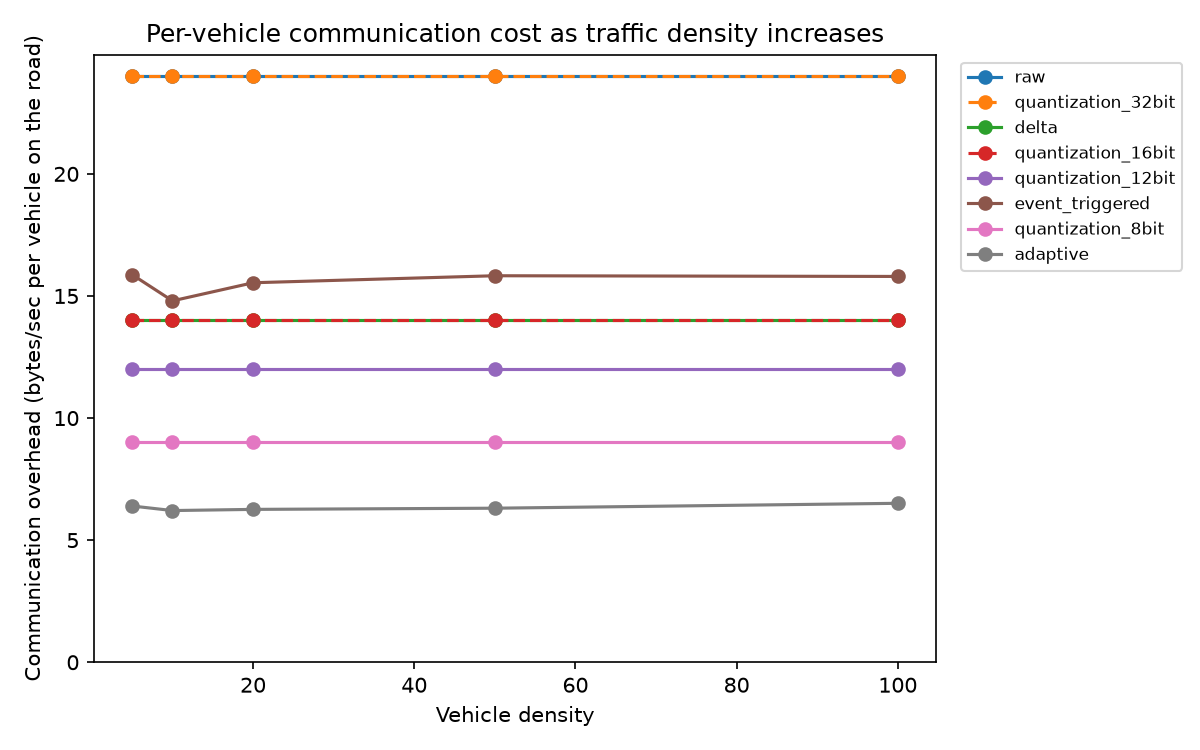 Per-vehicle communication cost as traffic density increases
Communication overhead (bytes/sec per vehicle on the road)
20
15
10
5
0
20 40 60 80 100
Vehicle density
raw
quantization_32bit
delta
quantization_16bit
quantization_12bit
event_triggered
quantization_8bit
adaptive